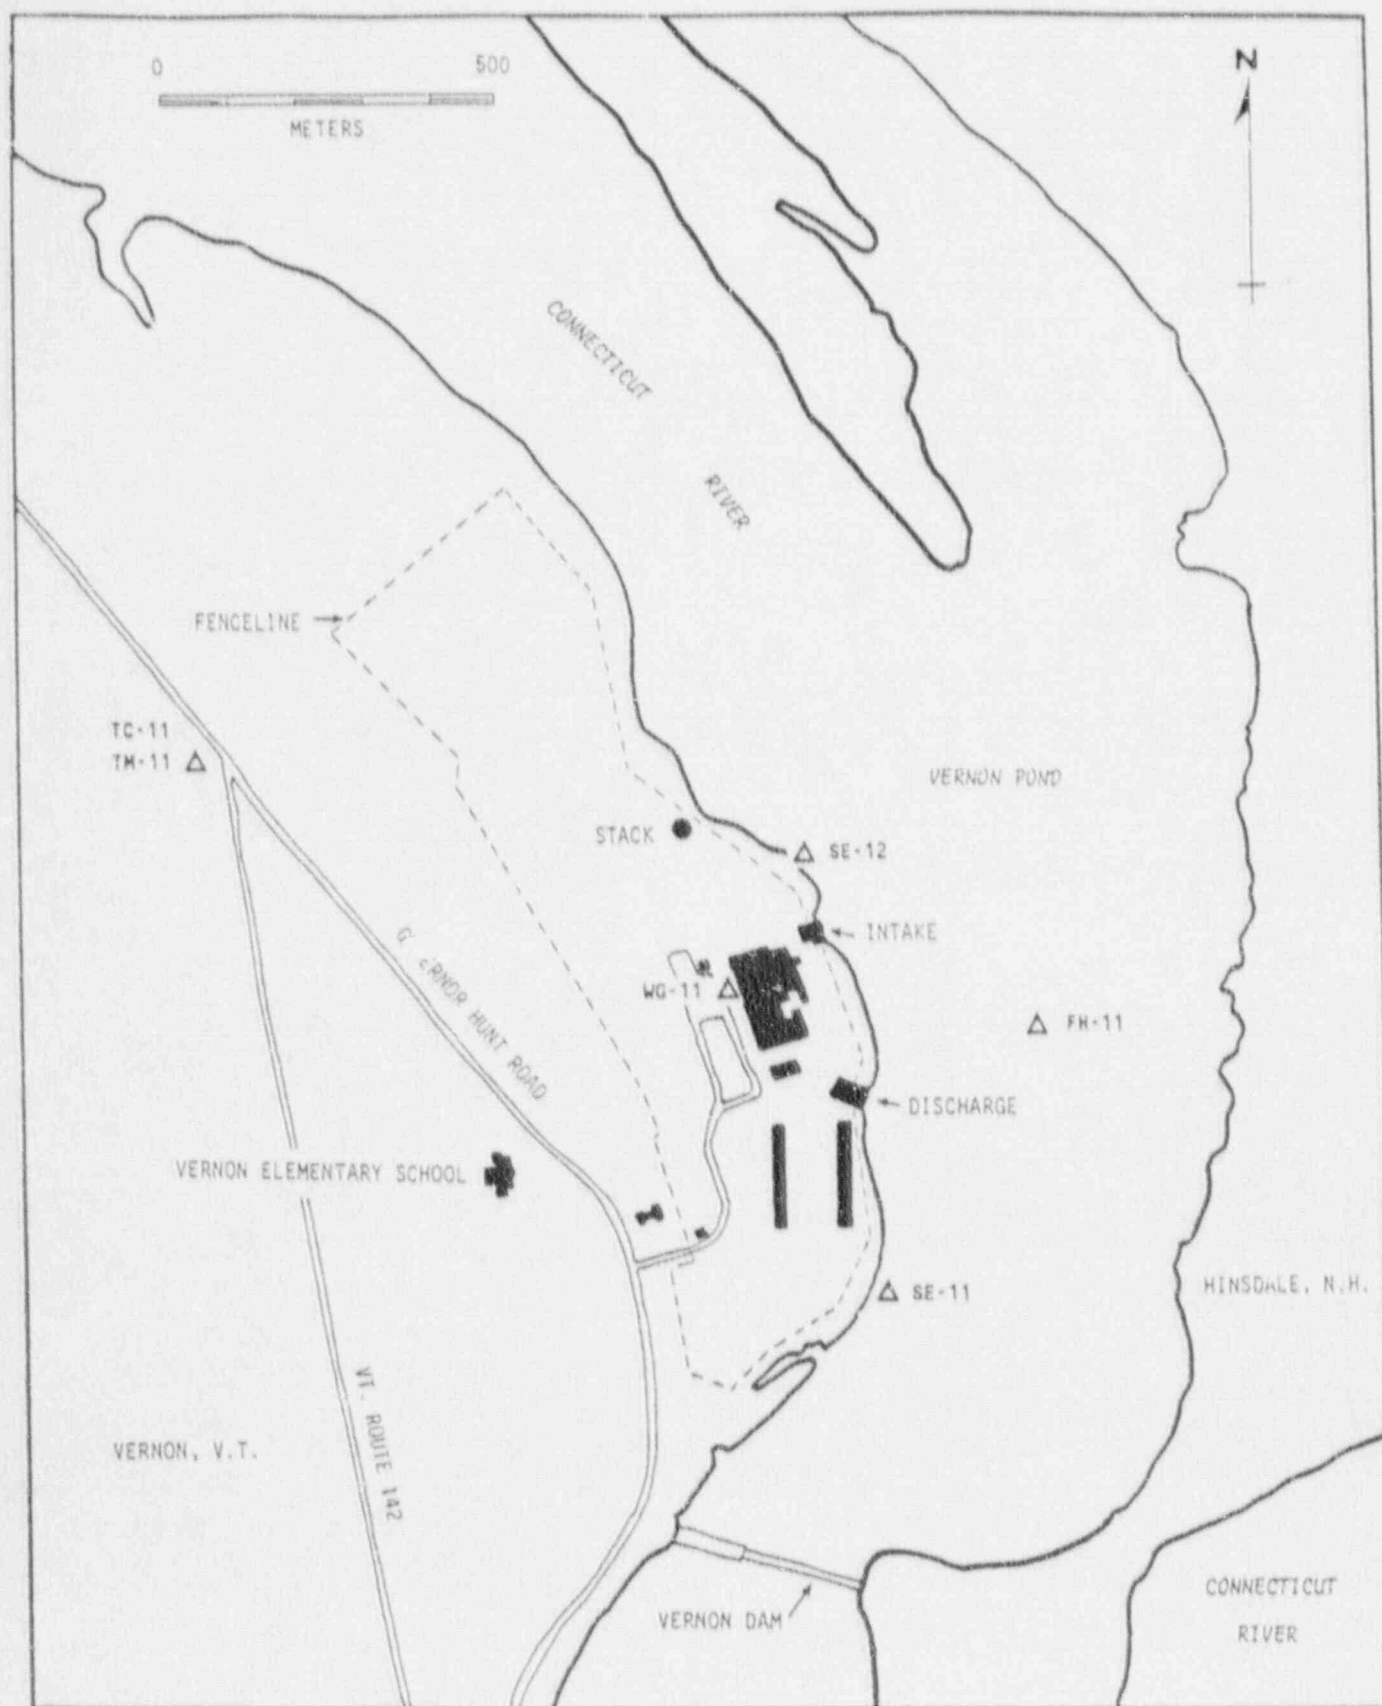 0 500
METERS
N
CONNECTICUT
RIVER
FENCELINE
TC-11
TM-11
VERNON POND
STACK
SE-12
INTAKE
WG-11
FH-11
HUNT ROAD
DISCHARGE
VERNON ELEMENTARY SCHOOL
SE-11
HINSDALE, N.H.
VT. ROUTE 142
VERNON, V.T.
VERNON DAM
CONNECTICUT
RIVER